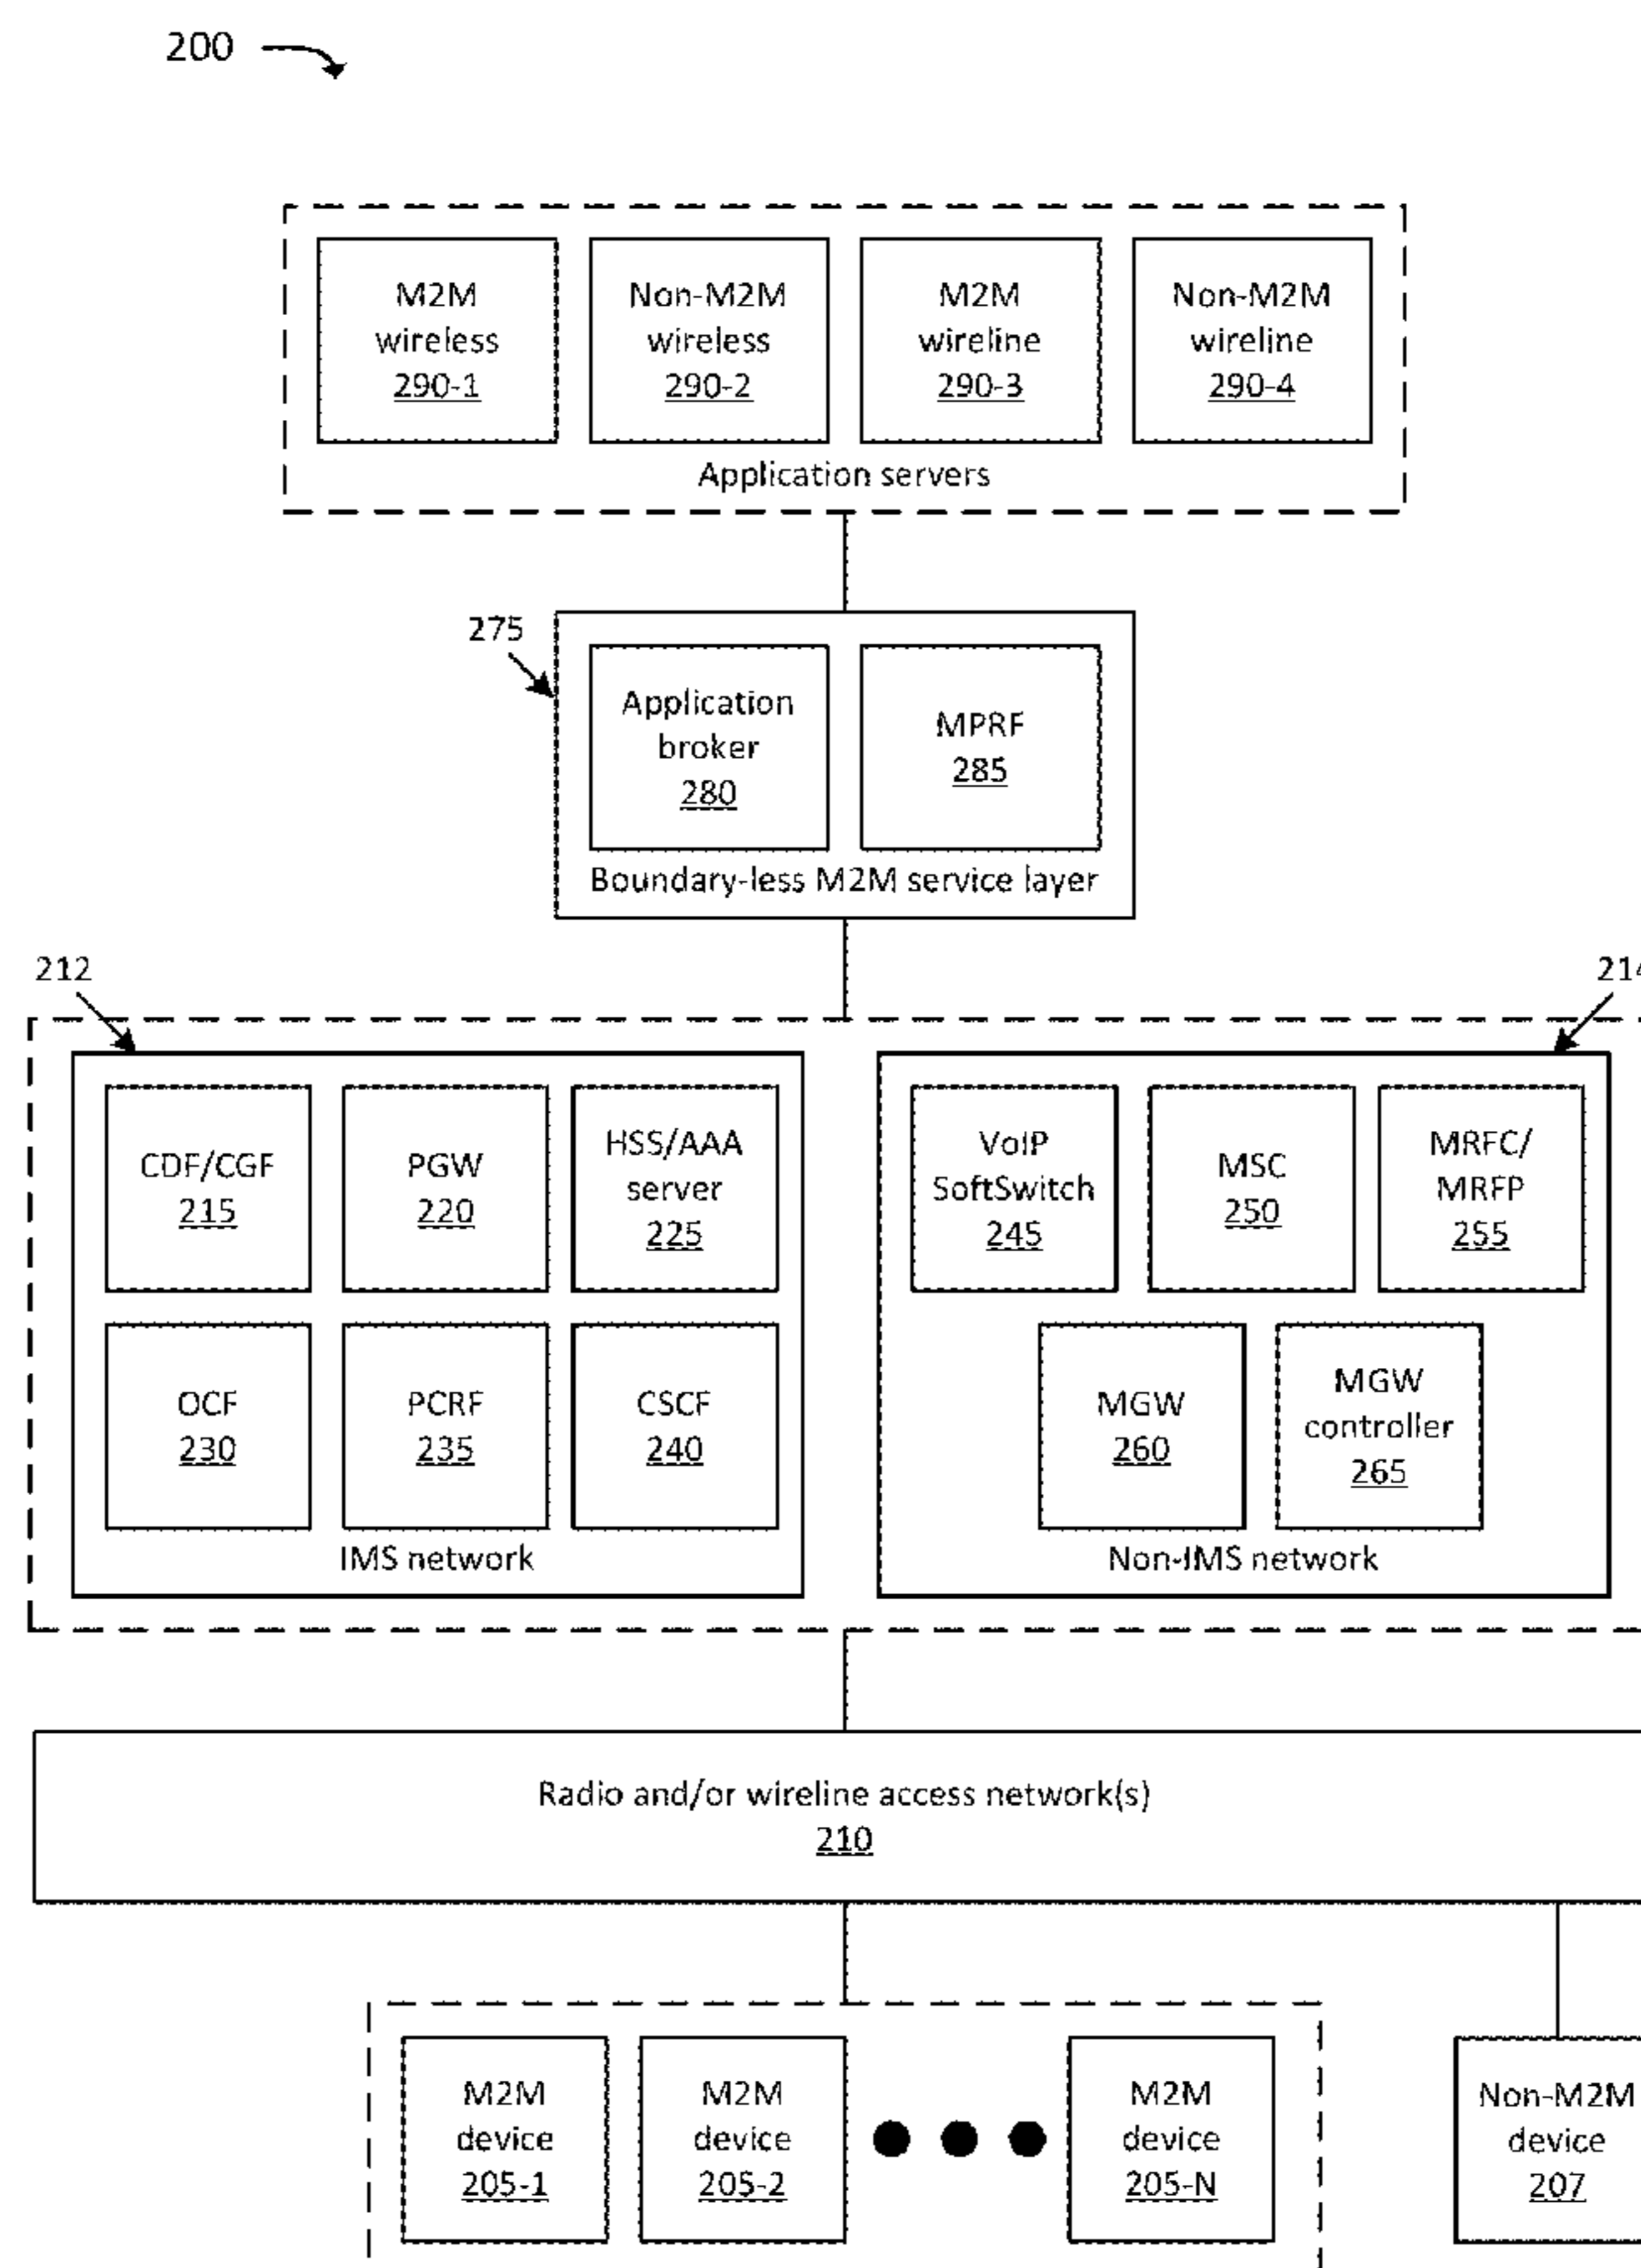 200
M2M
wireless
290-1
Non-M2M
wireless
290-2
M2M
wireline
290-3
Non-M2M
wireline
290-4
Application servers
275
Application
broker
280
MPRF
285
Boundary-less M2M service layer
212
214
CDF/CGF
215
PGW
220
HSS/AAA
server
225
OCF
230
PCRF
235
CSCF
240
IMS network
VoIP
SoftSwitch
245
MSC
250
MRFC/
MRFP
255
MGW
260
MGW
controller
265
Non-IMS network
Radio and/or wireline access network(s)
210
M2M
device
205-1
M2M
device
205-2
M2M
device
205-N
Non-M2M
device
207